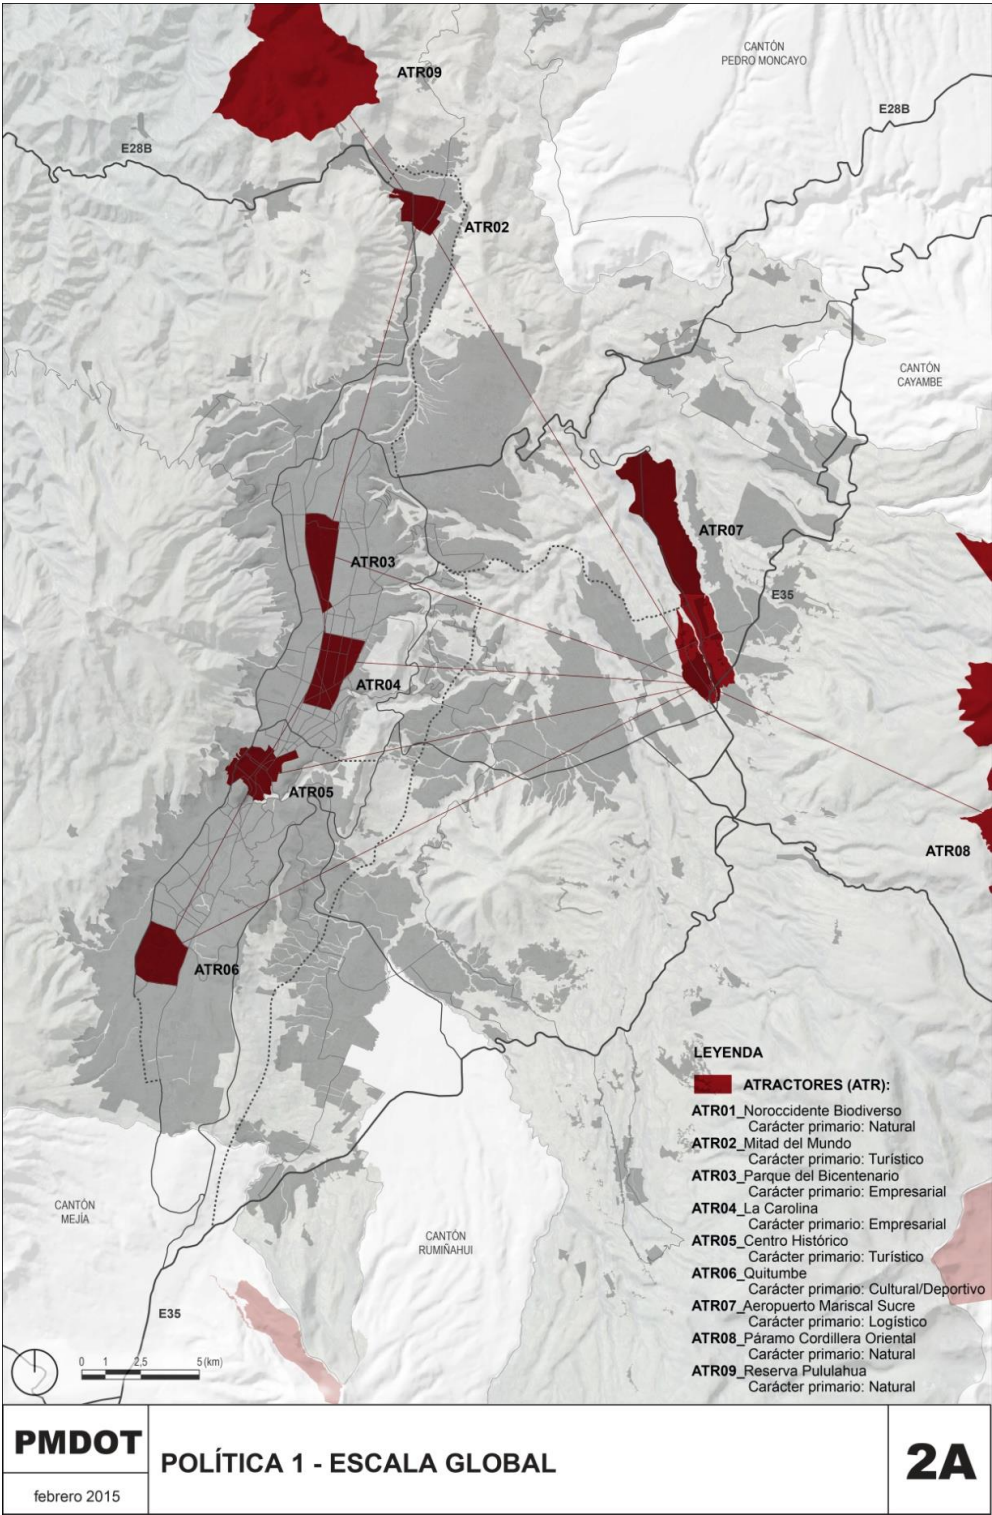 ATR09
CANTÓN
PEDRO MONCAYO
E28B
E28B
ATR02
CANTÓN
CAYAMBE
ATR07
ATR03
E35
ATR04
ATR05
ATR08
ATR06
CANTÓN
MEJÍA
CANTÓN
RUMIÑAHUI
E35
0 1 2,5 5(km)
LEYENDA
ATRACTORES (ATR):
ATR01_Noroccidente Biodiverso
Carácter primario: Natural
ATR02_Mitad del Mundo
Carácter primario: Turístico
ATR03_Parque del Bicentenario
Carácter primario: Empresarial
ATR04_La Carolina
Carácter primario: Empresarial
ATR05_Centro Histórico
Carácter primario: Turístico
ATR06_Quitumbe
Carácter primario: Cultural/Deportivo
ATR07_Aeropuerto Mariscal Sucre
Carácter primario: Logístico
ATR08_Páramo Cordillera Oriental
Carácter primario: Natural
ATR09_Reserva Pululahua
Carácter primario: Natural
PMDOT
febrero 2015
POLÍTICA 1 - ESCALA GLOBAL
2A